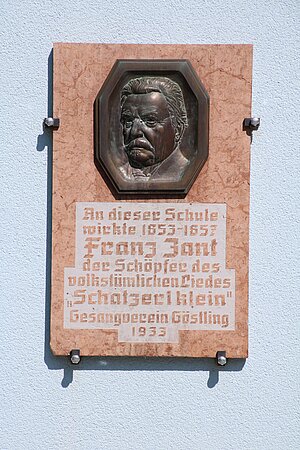 An dieser Schule
wirkte 1853-1857
Franz Jant
der Schöpfer des
volkstümlichen Liedes
„Schatzerl klein"
Gesangverein Göstling
1933